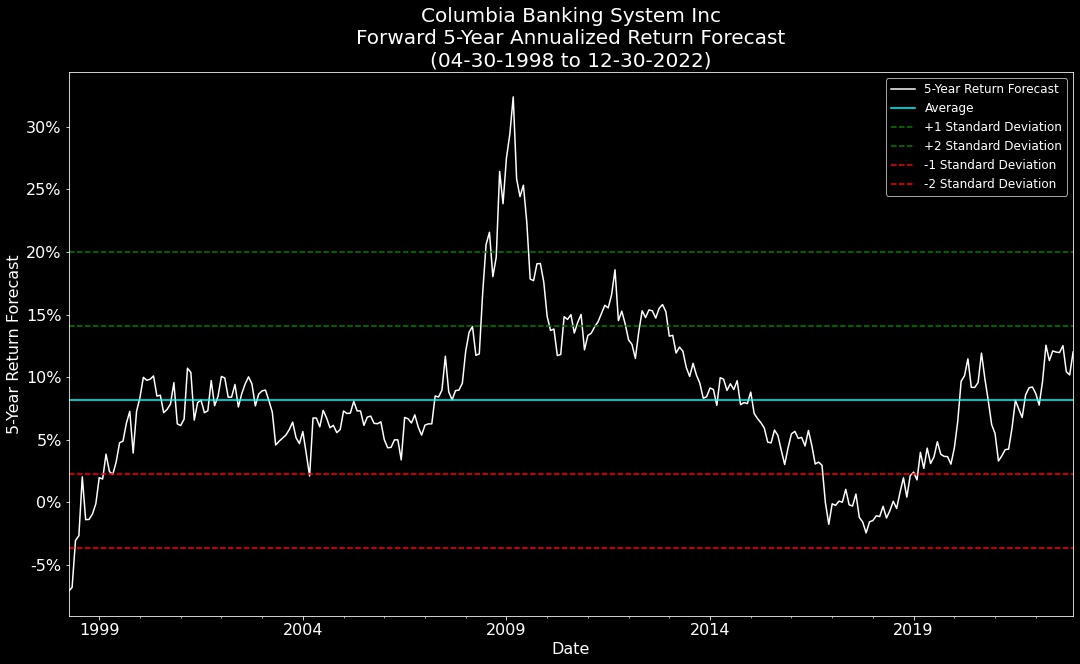 Columbia Banking System Inc
Forward 5-Year Annualized Return Forecast
(04-30-1998 to 12-30-2022)
5-Year Return Forecast
Average
+1 Standard Deviation
+2 Standard Deviation
-1 Standard Deviation
-2 Standard Deviation
5-Year Return Forecast
30%
25%
20%
15%
10%
5%
0%
-5%
1999
2004
2009
2014
2019
Date